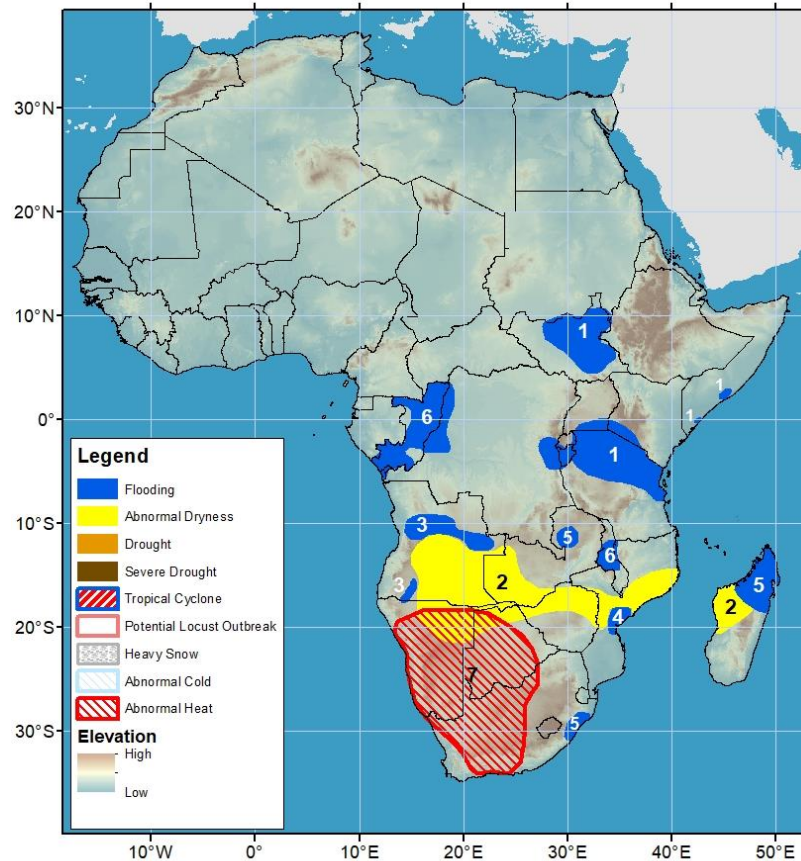 30°N
20°N
10°N
0°
10°S
20°S
30°S
1
1
1
6
1
3
5
6
3
2
2
5
4
7
5
Legend
Flooding
Abnormal Dryness
Drought
Severe Drought
Tropical Cyclone
Potential Locust Outbreak
Heavy Snow
Abnormal Cold
Abnormal Heat
Elevation
High
Low
10°W
0°
10°E
20°E
30°E
40°E
50°E